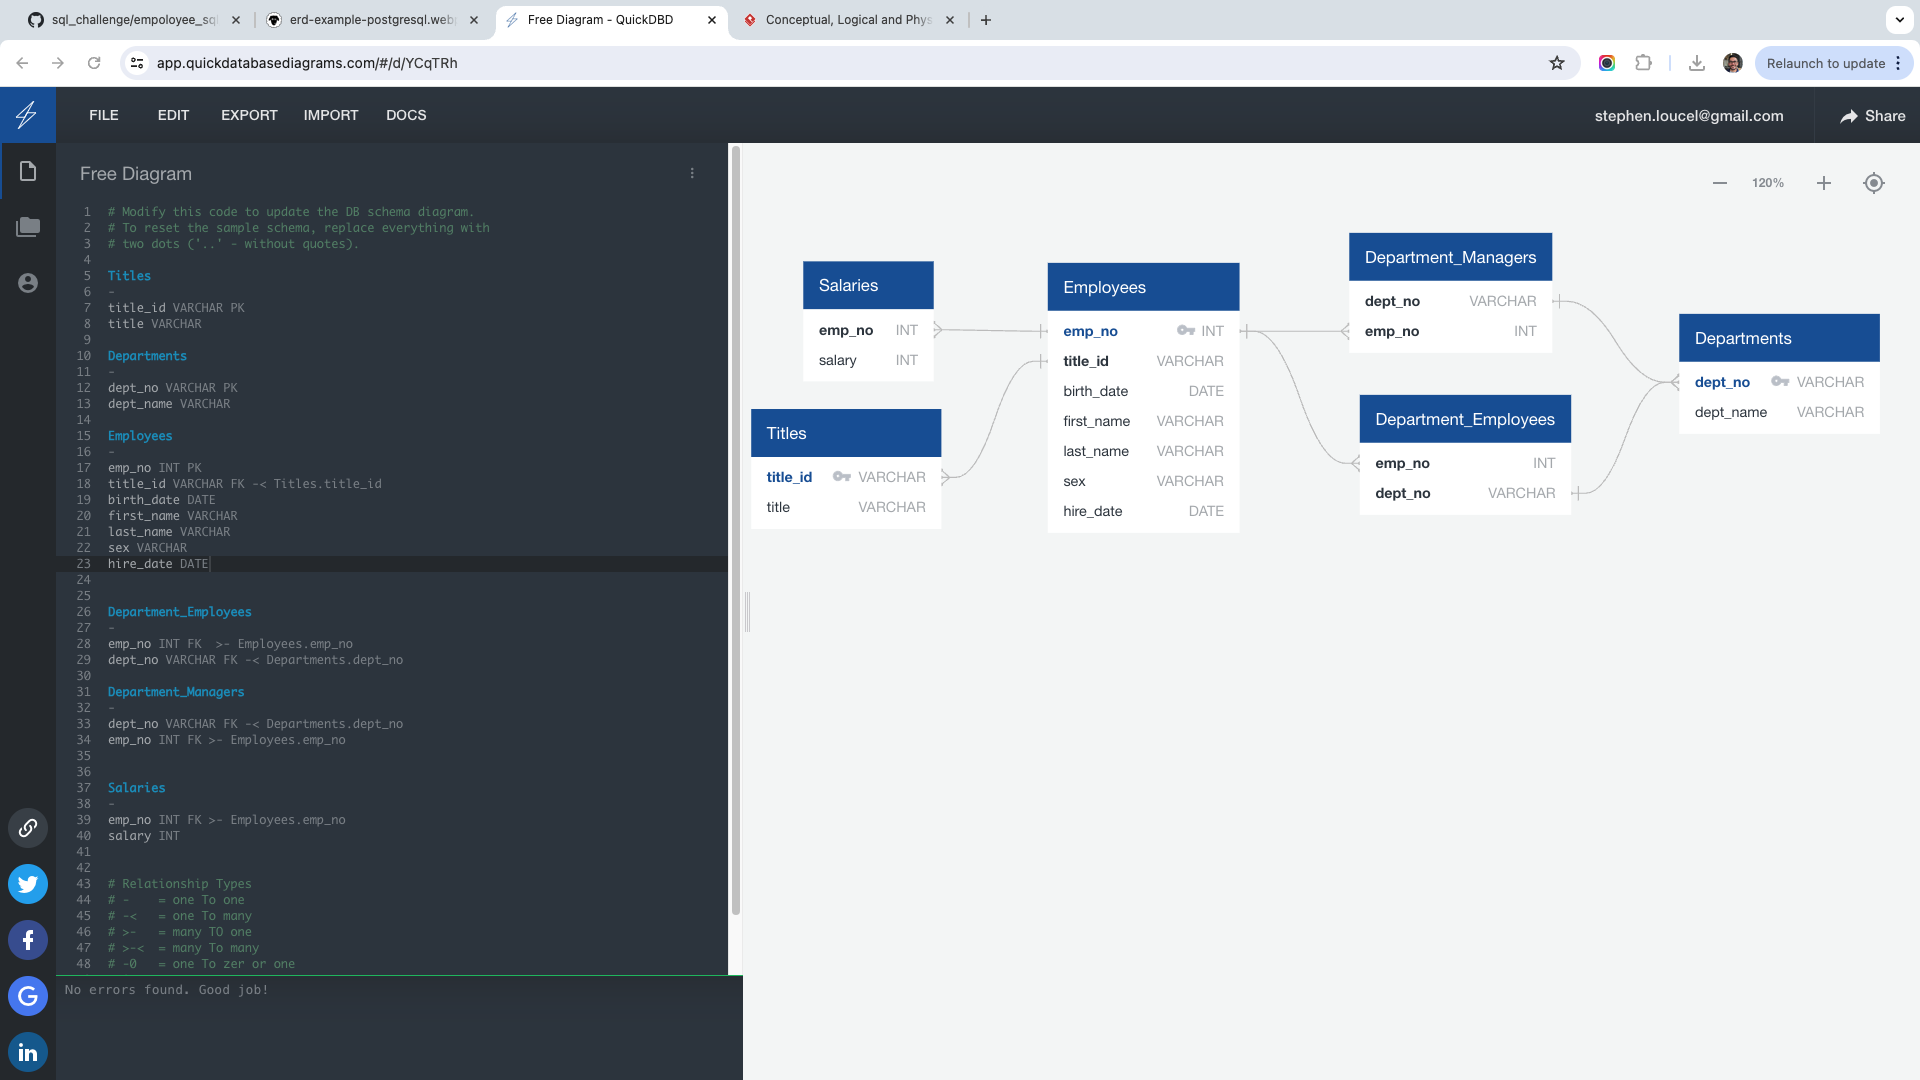 sql_challenge/empoloyee_sql
erd-example-postgresql.webp
Free Diagram - QuickDBD
Conceptual, Logical and Phys
app.quickdatabasediagrams.com/#/d/YCqTRh
Relaunch to update
FILE EDIT EXPORT IMPORT DOCS
stephen.loucel@gmail.com
Share
Free Diagram
1 # Modify this code to update the DB schema diagram.
2 # To reset the sample schema, replace everything with
3 # two dots ('..' - without quotes).
4
5 Titles
6 -
7 title_id VARCHAR PK
8 title VARCHAR
9
10 Departments
11 -
12 dept_no VARCHAR PK
13 dept_name VARCHAR
14
15 Employees
16 -
17 emp_no INT PK
18 title_id VARCHAR FK -< Titles.title_id
19 birth_date DATE
20 first_name VARCHAR
21 last_name VARCHAR
22 sex VARCHAR
23 hire_date DATE
24
25
26 Department_Employees
27 -
28 emp_no INT FK  >- Employees.emp_no
29 dept_no VARCHAR FK -< Departments.dept_no
30
31 Department_Managers
32 -
33 dept_no VARCHAR FK -< Departments.dept_no
34 emp_no INT FK >- Employees.emp_no
35
36
37 Salaries
38 -
39 emp_no INT FK >- Employees.emp_no
40 salary INT
41
42
43 # Relationship Types
44 # -    = one To one
45 # -<   = one To many
46 # >-   = many TO one
47 # >-<  = many To many
48 # -0   = one To zer or one
No errors found. Good job!
120%
Salaries
emp_no INT
salary INT
Titles
title_id VARCHAR
title VARCHAR
Employees
emp_no INT
title_id VARCHAR
birth_date DATE
first_name VARCHAR
last_name VARCHAR
sex VARCHAR
hire_date DATE
Department_Managers
dept_no VARCHAR
emp_no INT
Department_Employees
emp_no INT
dept_no VARCHAR
Departments
dept_no VARCHAR
dept_name VARCHAR